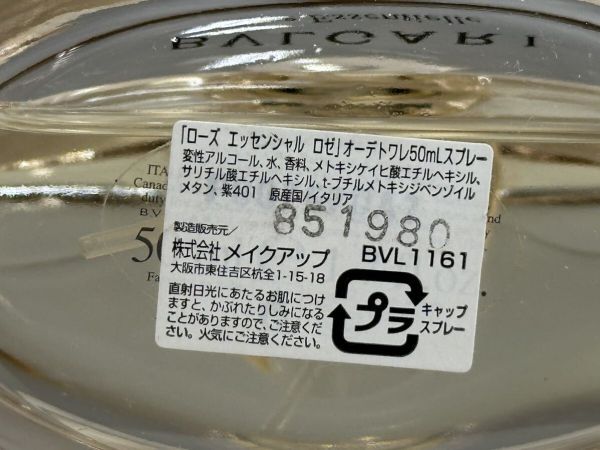 Essenzielle
BVLGARI
「ローズ エッセンシャル ロゼ」オーデトワレ50mLスプレー
変性アルコール、水、香料、メトキシケイヒ酸エチルヘキシル、
サリチル酸エチルヘキシル、t-ブチルメトキシジベンゾイル
メタン、紫401 原産国/イタリア
851980
製造販売元/
株式会社 メイクアップ BVL1161
大阪市東住吉区杭全1-15-18
直射日光にあたるお肌につけ
ますと、かぶれたりしみになる
ことがありますので、ご注意くださ
い。火気にご注意ください。
プラ
キャップ
スプレー
ITA
Canada
duty
BV
50
Fa
nd